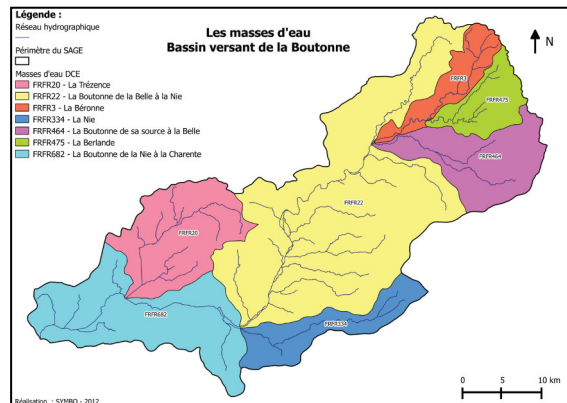 Légende :
Réseau hydrographique
Périmètre du SAGE
Masses d'eau DCE
FRFR20 - La Trézence
FRFR22 - La Boutonne de la Belle à la Nie
FRFR3 - La Béronne
FRFR334 - La Nie
FRFR464 - La Boutonne de sa source à la Belle
FRFR475 - La Berlande
FRFR682 - La Boutonne de la Nie à la Charente
Les masses d'eau
Bassin versant de la Boutonne
N
FRFR3
FRFR475
FRFR464
FRFR22
FRFR20
FRFR682
FRFR334
0 5 10 km
Réalisation : SYMBO - 2012